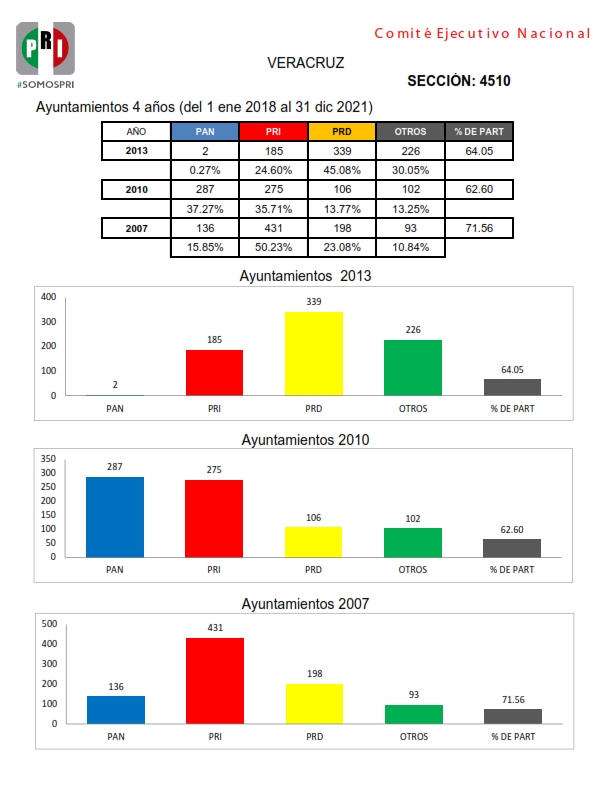 Comité Ejecutivo Nacional
PRI
#SOMOSPRI
VERACRUZ
SECCIÓN: 4510
Ayuntamientos 4 años (del 1 ene 2018 al 31 dic 2021)
AÑO PAN PRI PRD OTROS % DE PART
2013 2 185 339 226 64.05
0.27% 24.60% 45.08% 30.05%
2010 287 275 106 102 62.60
37.27% 35.71% 13.77% 13.25%
2007 136 431 198 93 71.56
15.85% 50.23% 23.08% 10.84%
Ayuntamientos 2013
400
300
200
100
0
2 185 339 226 64.05
PAN PRI PRD OTROS % DE PART
Ayuntamientos 2010
350
300
250
200
150
100
50
0
287 275 106 102 62.60
PAN PRI PRD OTROS % DE PART
Ayuntamientos 2007
500
400
300
200
100
0
136 431 198 93 71.56
PAN PRI PRD OTROS % DE PART